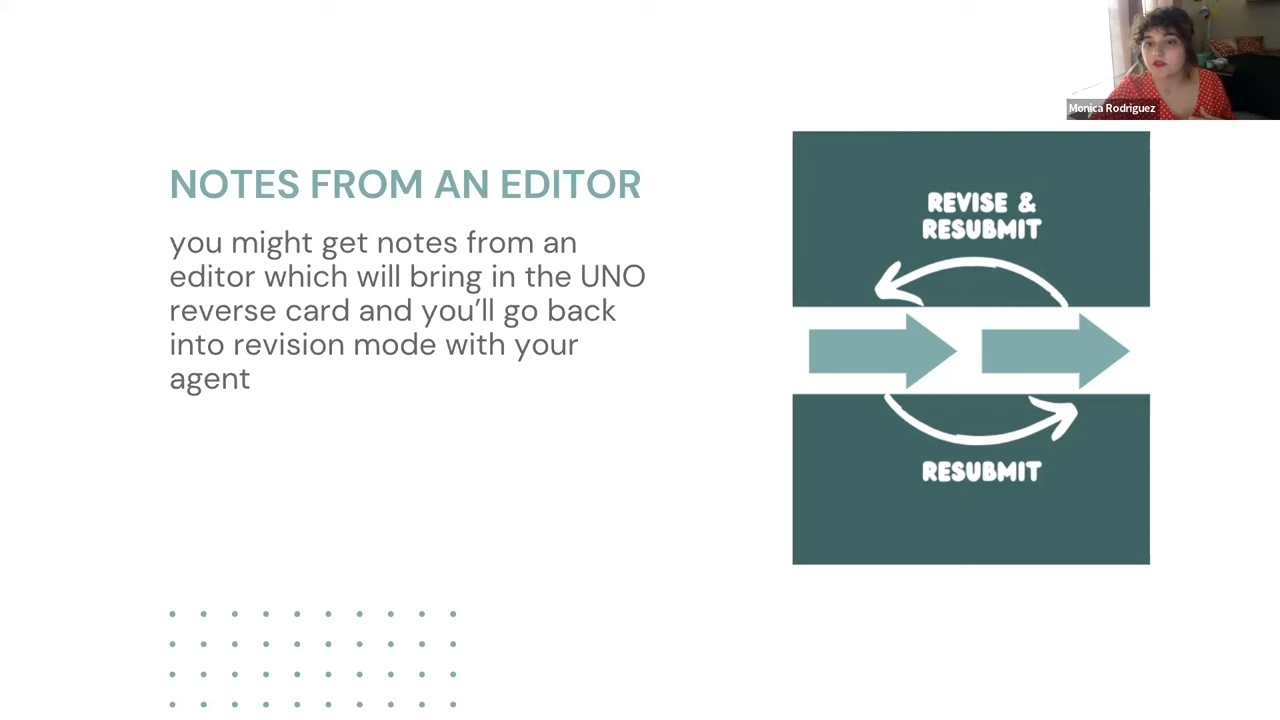 Monica Rodriguez
NOTES FROM AN EDITOR
you might get notes from an
editor which will bring in the UNO
reverse card and you’ll go back
into revision mode with your
agent
REVISE &
RESUBMIT
RESUBMIT